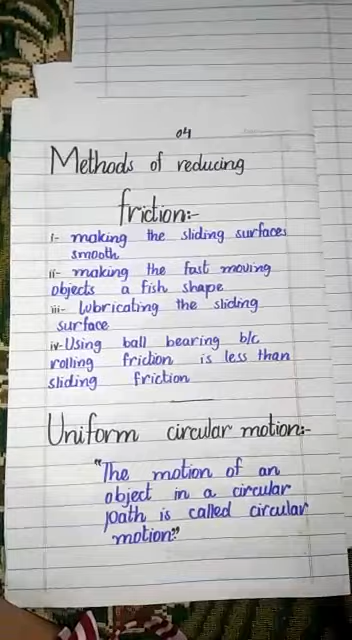 04
Methods of reducing
friction:-
i- making the sliding surfaces
smooth
ii- making the fast moving
objects a fish shape
iii- lubricating the sliding
surface
iv- Using ball bearing b/c
rolling friction is less than
sliding friction
Uniform circular motion:-
"The motion of an
object in a circular
path is called circular
motion."